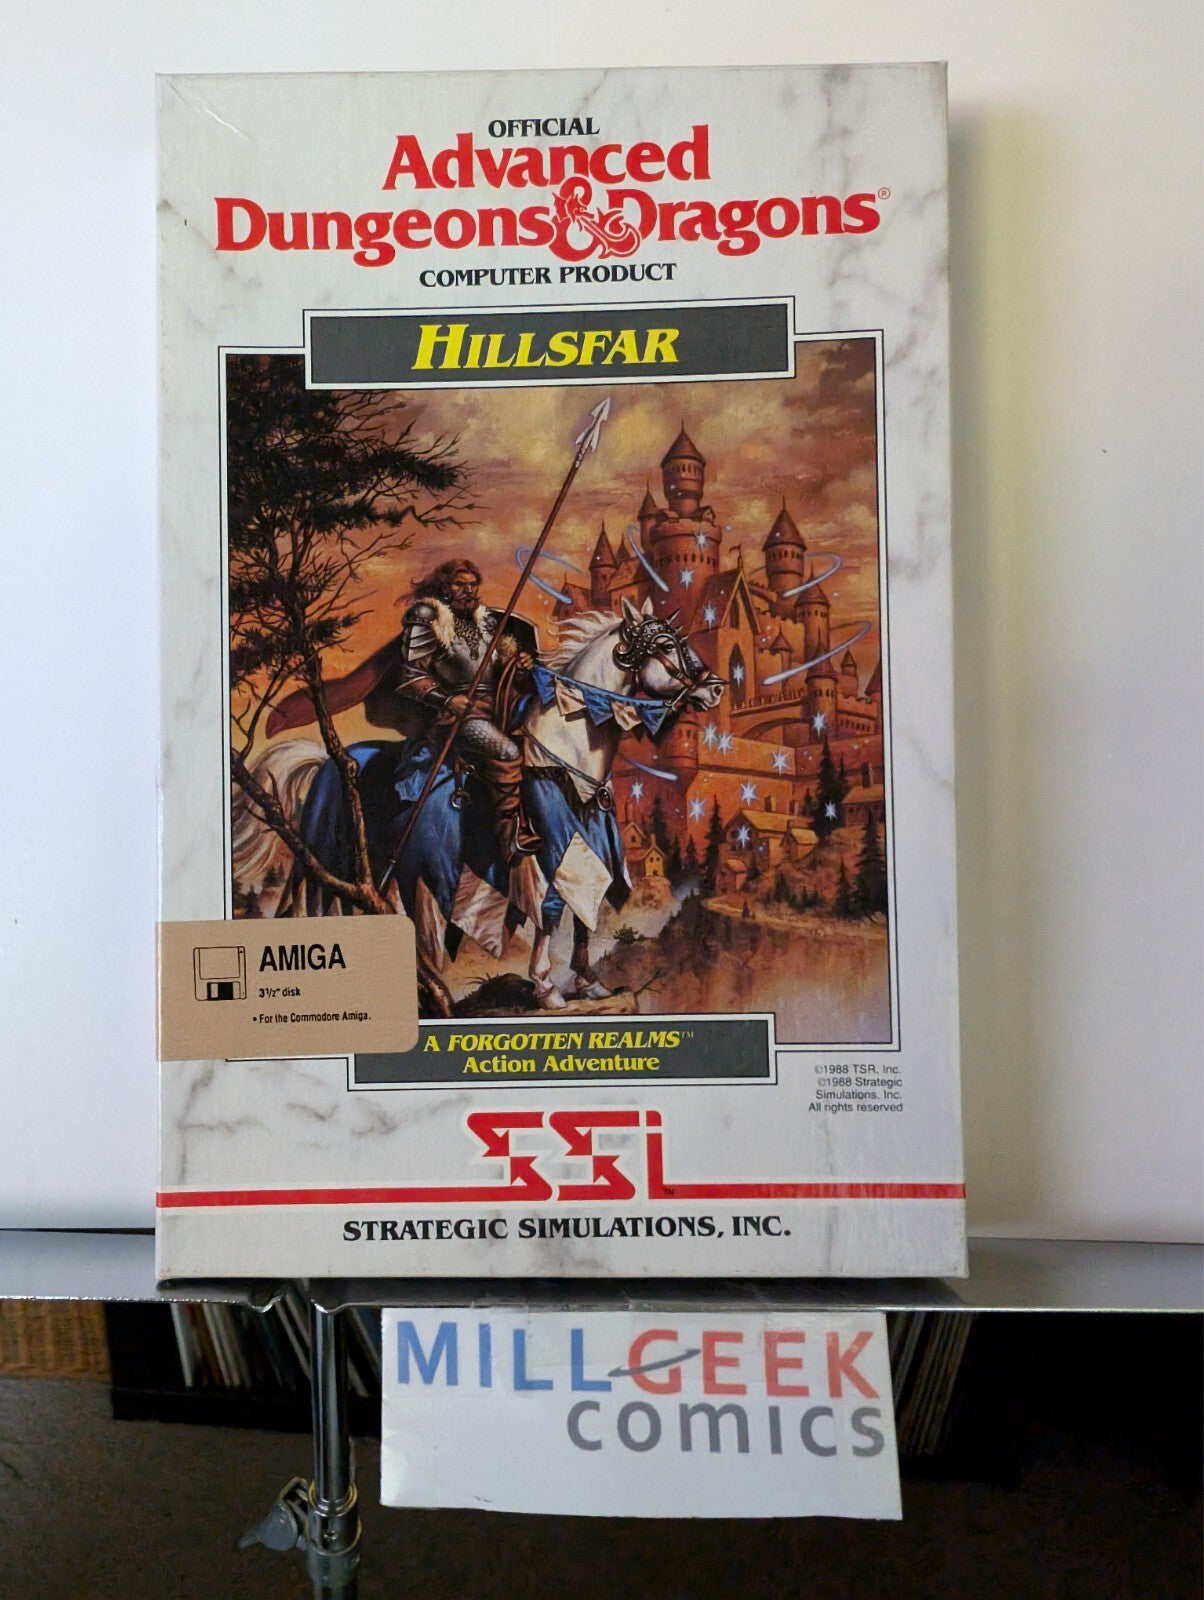 OFFICIAL
Advanced
Dungeons & Dragons®
COMPUTER PRODUCT
HILLSFAR
AMIGA
3½" disk
• For the Commodore Amiga.
A FORGOTTEN REALMS™
Action Adventure
©1988 TSR, Inc.
©1988 Strategic
Simulations, Inc.
All rights reserved
SSI™
STRATEGIC SIMULATIONS, INC.
MILLGEEK
comics